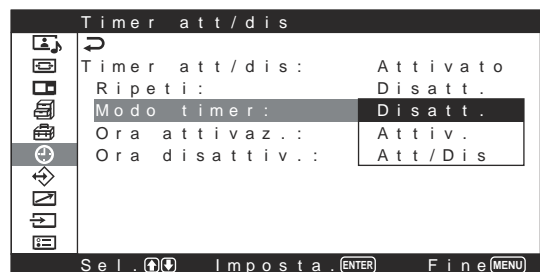 Timer att/dis
Timer att/dis: Attivato
Ripeti: Disatt.
Modo timer: Disatt.
Ora attivaz.: Attiv.
Ora disattiv.: Att/Dis
Sel. Imposta. ENTER Fine MENU